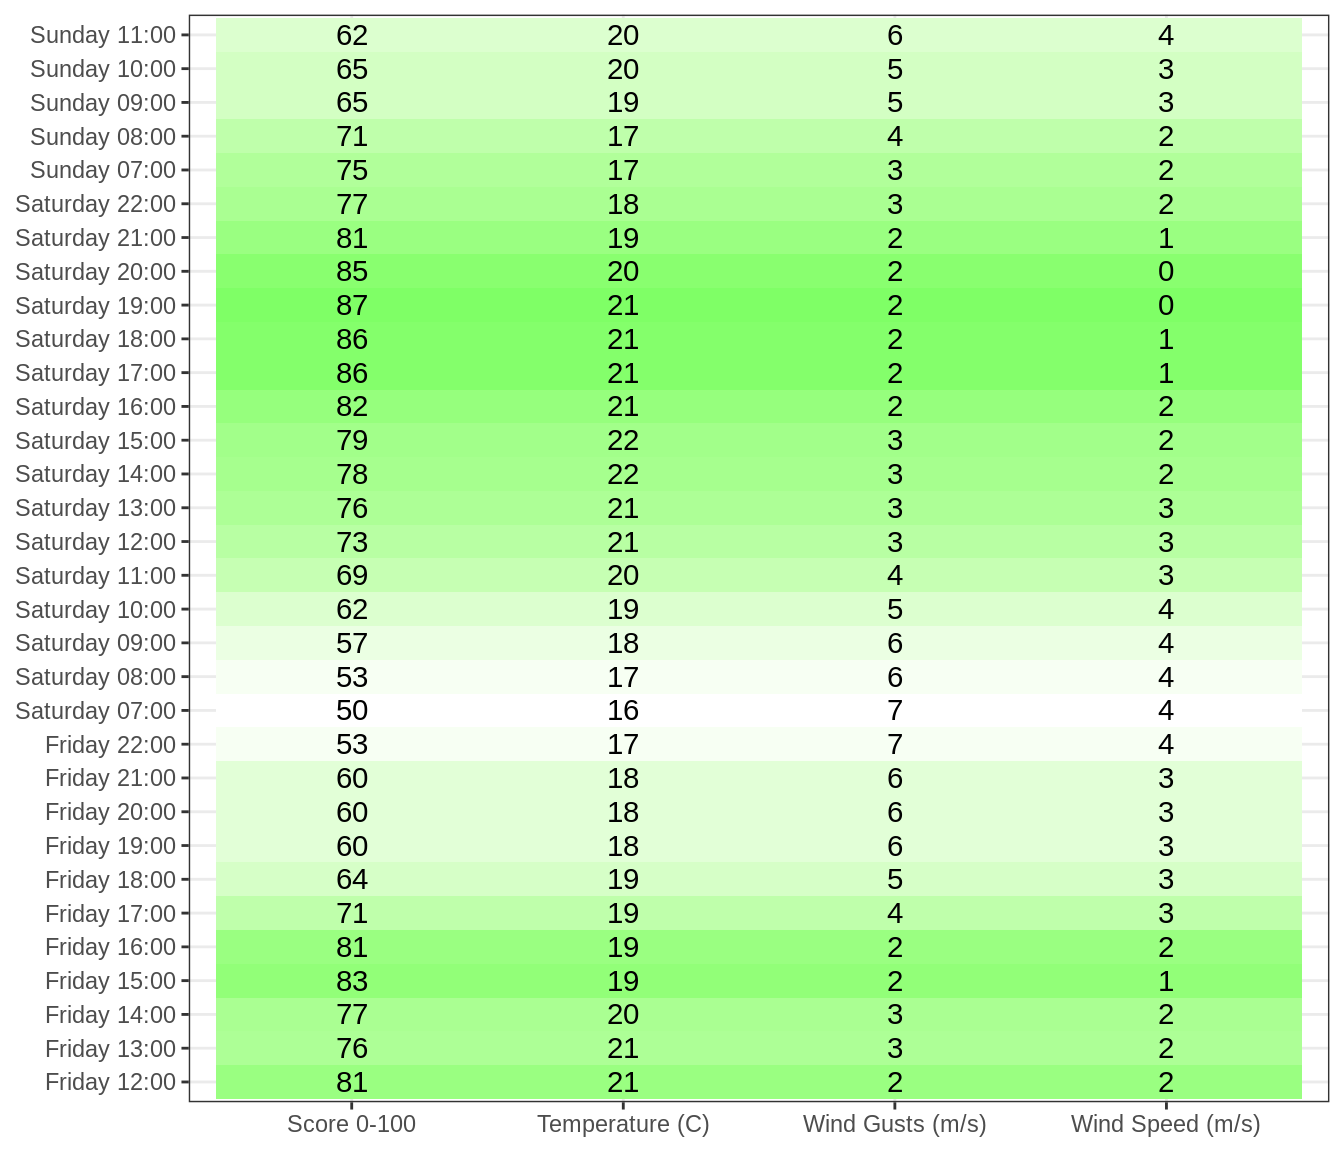 Sunday 11:00 62 20 6 4
Sunday 10:00 65 20 5 3
Sunday 09:00 65 19 5 3
Sunday 08:00 71 17 4 2
Sunday 07:00 75 17 3 2
Saturday 22:00 77 18 3 2
Saturday 21:00 81 19 2 1
Saturday 20:00 85 20 2 0
Saturday 19:00 87 21 2 0
Saturday 18:00 86 21 2 1
Saturday 17:00 86 21 2 1
Saturday 16:00 82 21 2 2
Saturday 15:00 79 22 3 2
Saturday 14:00 78 22 3 2
Saturday 13:00 76 21 3 3
Saturday 12:00 73 21 3 3
Saturday 11:00 69 20 4 3
Saturday 10:00 62 19 5 4
Saturday 09:00 57 18 6 4
Saturday 08:00 53 17 6 4
Saturday 07:00 50 16 7 4
Friday 22:00 53 17 7 4
Friday 21:00 60 18 6 3
Friday 20:00 60 18 6 3
Friday 19:00 60 18 6 3
Friday 18:00 64 19 5 3
Friday 17:00 71 19 4 3
Friday 16:00 81 19 2 2
Friday 15:00 83 19 2 1
Friday 14:00 77 20 3 2
Friday 13:00 76 21 3 2
Friday 12:00 81 21 2 2
Score 0-100 Temperature (C) Wind Gusts (m/s) Wind Speed (m/s)